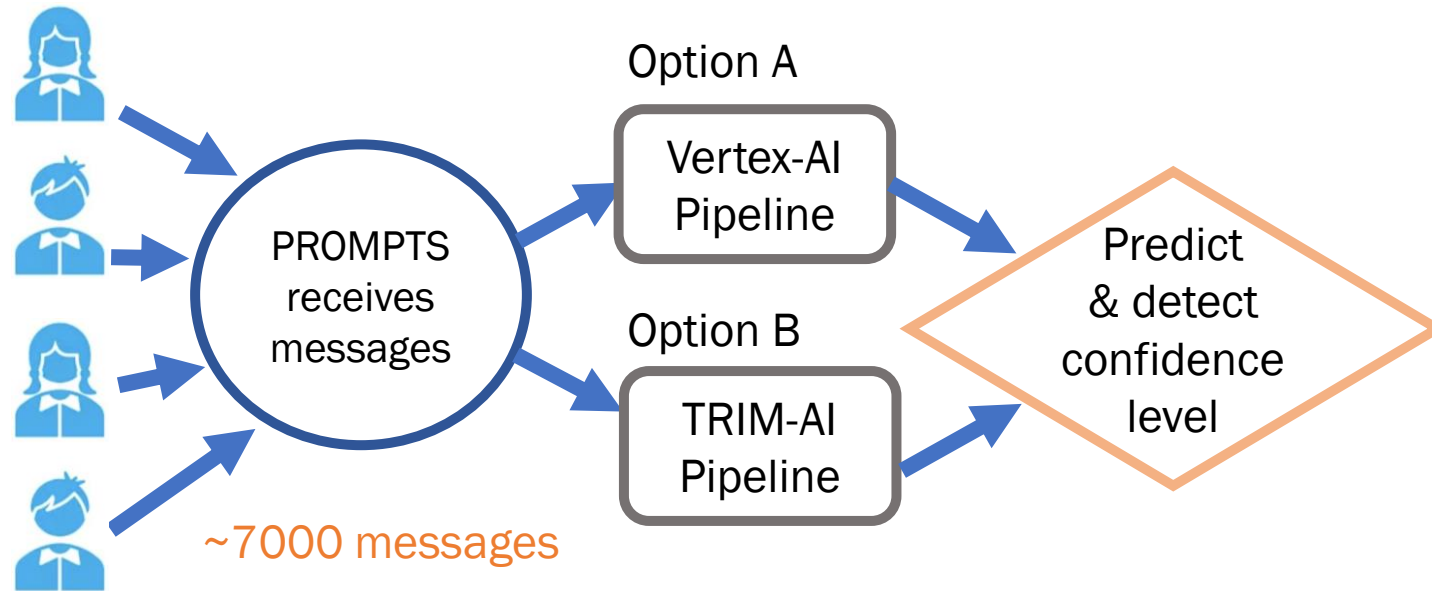 PROMPTS
receives
messages
~7000 messages
Option A
Vertex-AI
Pipeline
Option B
TRIM-AI
Pipeline
Predict
& detect
confidence
level